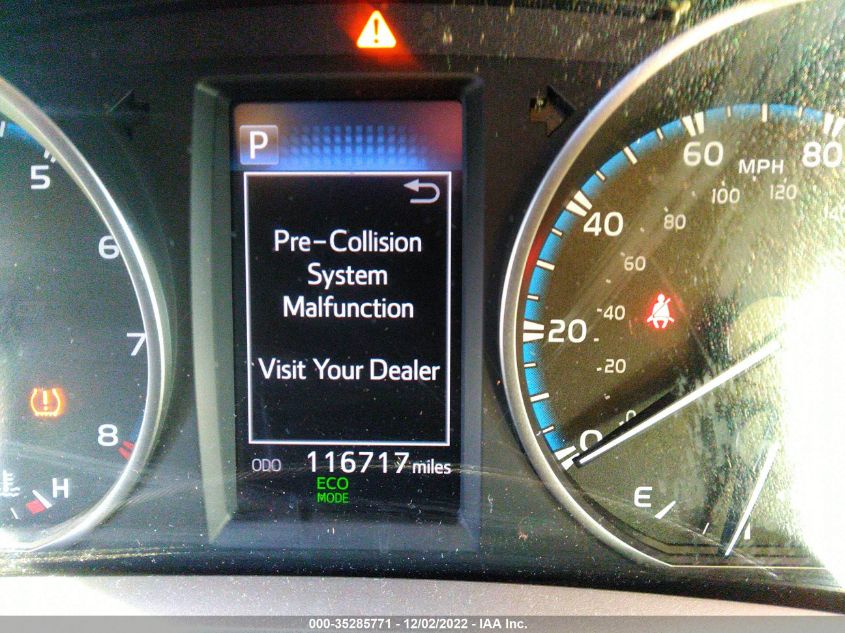 P
5
6
7
8
H
Pre-Collision
System
Malfunction
Visit Your Dealer
ODO 116717 miles
ECO
MODE
0
20
40
60
80
MPH
20
40
60
80
100
120
E
000-35285771 - 12/02/2022 - IAA Inc.